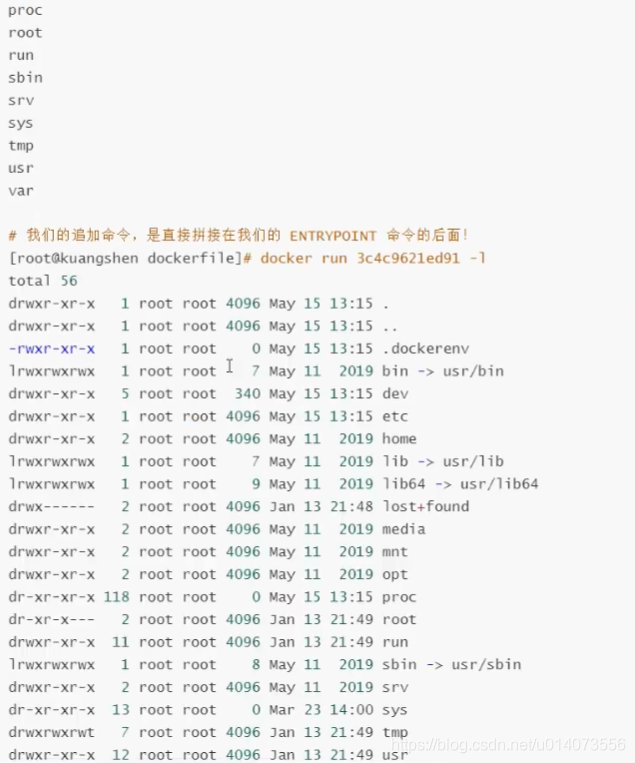 proc
root
run
sbin
srv
sys
tmp
usr
var
# 我们的追加命令，是直接拼接在我们的 ENTRYPOINT 命令的后面！
[root@kuangshen dockerfile]# docker run 3c4c9621ed91 -l
total 56
drwxr-xr-x 1 root root 4096 May 15 13:15 .
drwxr-xr-x 1 root root 4096 May 15 13:15 ..
-rwxr-xr-x 1 root root 0 May 15 13:15 .dockerenv
lrwxrwxrwx 1 root root 7 May 11 2019 bin -> usr/bin
drwxr-xr-x 5 root root 340 May 15 13:15 dev
drwxr-xr-x 1 root root 4096 May 15 13:15 etc
drwxr-xr-x 2 root root 4096 May 11 2019 home
lrwxrwxrwx 1 root root 7 May 11 2019 lib -> usr/lib
lrwxrwxrwx 1 root root 9 May 11 2019 lib64 -> usr/lib64
drwx------ 2 root root 4096 Jan 13 21:48 lost+found
drwxr-xr-x 2 root root 4096 May 11 2019 media
drwxr-xr-x 2 root root 4096 May 11 2019 mnt
drwxr-xr-x 2 root root 4096 May 11 2019 opt
dr-xr-xr-x 118 root root 0 May 15 13:15 proc
dr-xr-x--- 2 root root 4096 Jan 13 21:49 root
drwxr-xr-x 11 root root 4096 Jan 13 21:49 run
lrwxrwxrwx 1 root root 8 May 11 2019 sbin -> usr/sbin
drwxr-xr-x 2 root root 4096 May 11 2019 srv
dr-xr-xr-x 13 root root 0 Mar 23 14:00 sys
drwxrwxrwt 7 root root 4096 Jan 13 21:49 tmp
drwxr-xr-x 12 root root 4096 Jan 13 21:49 usr
https://blog.csdn.net/u014073556